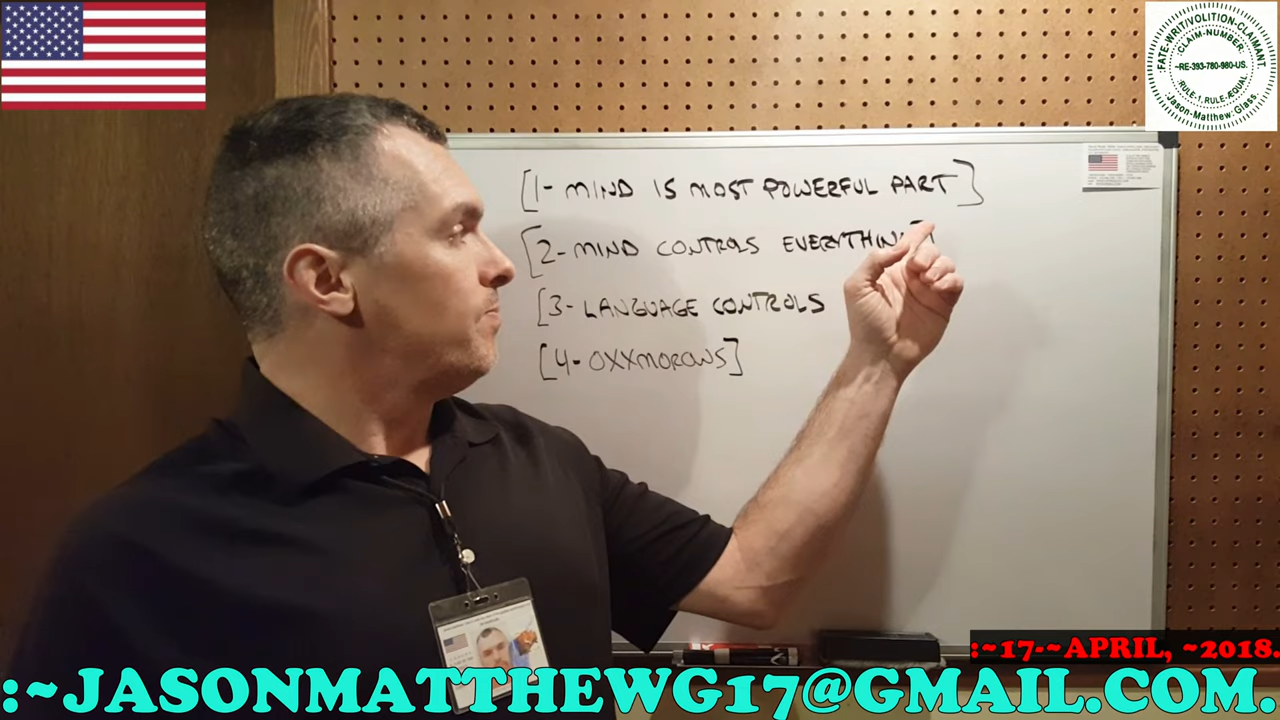 FATE-WRIT/VOLITION-CLAIMANT
CLAIM-NUMBER:
~RE-393-780-980-US.
:RULE-1, RULE-ÆQUAL.
:Jason-Matthew:Glass.
[1- MIND IS MOST POWERFUL PART]
[2- MIND CONTROLS EVERYTHIN
[3- LANGUAGE CONTROLS
[4- OXXMORONS]
:~17-~APRIL, ~2018.
:~JASONMATTHEWG17@GMAIL.COM.